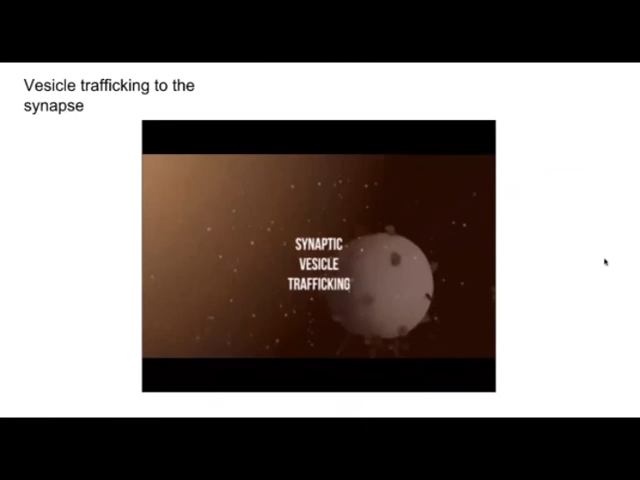 Vesicle trafficking to the
synapse
SYNAPTIC
VESICLE
TRAFFICKING